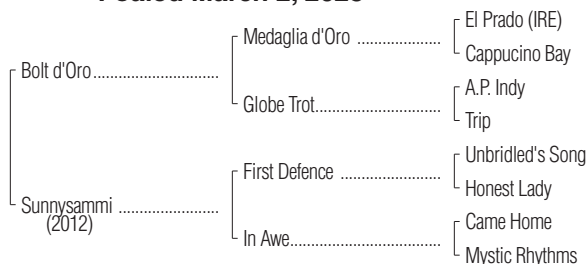 Foaled March
El Prado (IRE)
Medaglia d'Oro
Cappucino Bay
Bolt d'Oro
A.P. Indy
Globe Trot
Trip
Unbridled's Song
First Defence
Honest Lady
Sunnysammi
(2012)
Came Home
In Awe
Mystic Rhythms